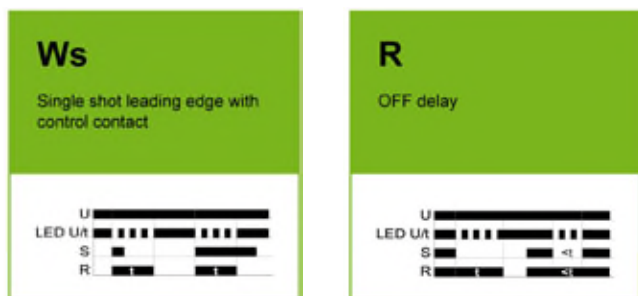 Ws
Single shot leading edge with
control contact
U
LED U/t
S
R
t
t
R
OFF delay
U
LED U/t
S
<t
R
t
<t